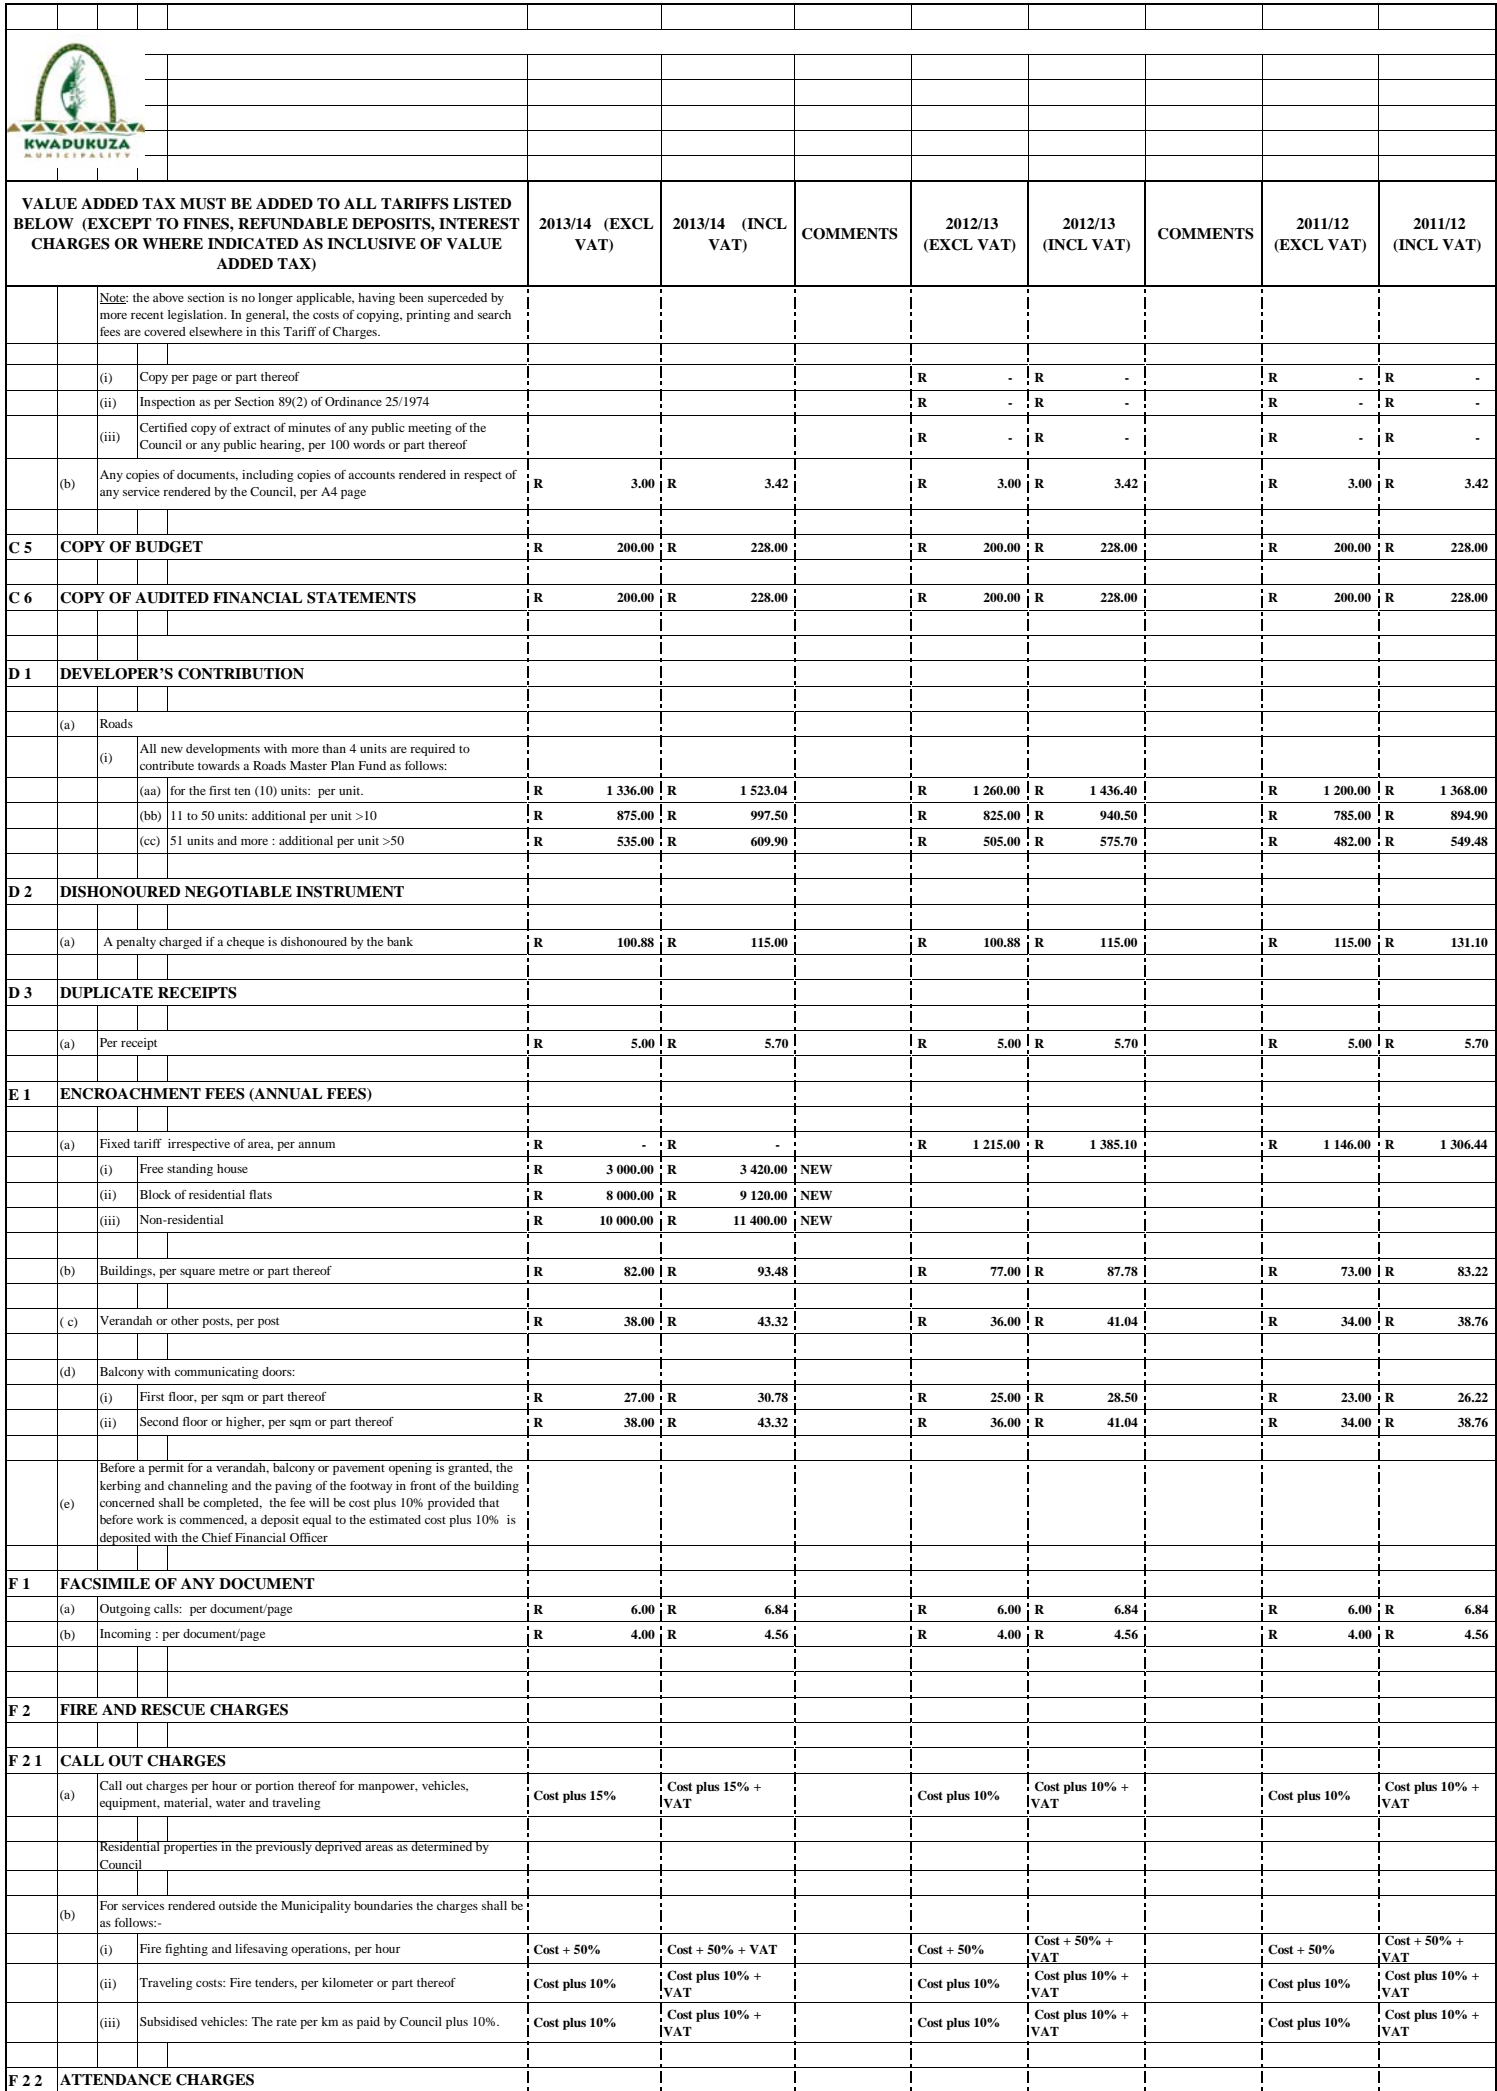 KWADUKUZA
MUNICIPALITY
VALUE ADDED TAX MUST BE ADDED TO ALL TARIFFS LISTED
BELOW (EXCEPT TO FINES, REFUNDABLE DEPOSITS, INTEREST
CHARGES OR WHERE INDICATED AS INCLUSIVE OF VALUE
ADDED TAX)
2013/14 (EXCL VAT) 2013/14 (INCL VAT) COMMENTS 2012/13 (EXCL VAT) 2012/13 (INCL VAT) COMMENTS 2011/12 (EXCL VAT) 2011/12 (INCL VAT)
Note: the above section is no longer applicable, having been superceded by
more recent legislation. In general, the costs of copying, printing and search
fees are covered elsewhere in this Tariff of Charges.
(i) Copy per page or part thereof R - R - R - R -
(ii) Inspection as per Section 89(2) of Ordinance 25/1974 R - R - R - R -
(iii) Certified copy of extract of minutes of any public meeting of the
Council or any public hearing, per 100 words or part thereof R - R - R - R -
(b) Any copies of documents, including copies of accounts rendered in respect of
any service rendered by the Council, per A4 page R 3.00 R 3.42 R 3.00 R 3.42 R 3.00 R 3.42
C 5 COPY OF BUDGET R 200.00 R 228.00 R 200.00 R 228.00 R 200.00 R 228.00
C 6 COPY OF AUDITED FINANCIAL STATEMENTS R 200.00 R 228.00 R 200.00 R 228.00 R 200.00 R 228.00
D 1 DEVELOPER’S CONTRIBUTION
(a) Roads
(i) All new developments with more than 4 units are required to
contribute towards a Roads Master Plan Fund as follows:
(aa) for the first ten (10) units: per unit. R 1 336.00 R 1 523.04 R 1 260.00 R 1 436.40 R 1 200.00 R 1 368.00
(bb) 11 to 50 units: additional per unit >10 R 875.00 R 997.50 R 825.00 R 940.50 R 785.00 R 894.90
(cc) 51 units and more : additional per unit >50 R 535.00 R 609.90 R 505.00 R 575.70 R 482.00 R 549.48
D 2 DISHONOURED NEGOTIABLE INSTRUMENT
(a) A penalty charged if a cheque is dishonoured by the bank R 100.88 R 115.00 R 100.88 R 115.00 R 115.00 R 131.10
D 3 DUPLICATE RECEIPTS
(a) Per receipt R 5.00 R 5.70 R 5.00 R 5.70 R 5.00 R 5.70
E 1 ENCROACHMENT FEES (ANNUAL FEES)
(a) Fixed tariff irrespective of area, per annum R - R - R 1 215.00 R 1 385.10 R 1 146.00 R 1 306.44
(i) Free standing house R 3 000.00 R 3 420.00 NEW
(ii) Block of residential flats R 8 000.00 R 9 120.00 NEW
(iii) Non-residential R 10 000.00 R 11 400.00 NEW
(b) Buildings, per square metre or part thereof R 82.00 R 93.48 R 77.00 R 87.78 R 73.00 R 83.22
( c) Verandah or other posts, per post R 38.00 R 43.32 R 36.00 R 41.04 R 34.00 R 38.76
(d) Balcony with communicating doors:
(i) First floor, per sqm or part thereof R 27.00 R 30.78 R 25.00 R 28.50 R 23.00 R 26.22
(ii) Second floor or higher, per sqm or part thereof R 38.00 R 43.32 R 36.00 R 41.04 R 34.00 R 38.76
(e) Before a permit for a verandah, balcony or pavement opening is granted, the
kerbing and channeling and the paving of the footway in front of the building
concerned shall be completed, the fee will be cost plus 10% provided that
before work is commenced, a deposit equal to the estimated cost plus 10% is
deposited with the Chief Financial Officer
F 1 FACSIMILE OF ANY DOCUMENT
(a) Outgoing calls: per document/page R 6.00 R 6.84 R 6.00 R 6.84 R 6.00 R 6.84
(b) Incoming : per document/page R 4.00 R 4.56 R 4.00 R 4.56 R 4.00 R 4.56
F 2 FIRE AND RESCUE CHARGES
F 2 1 CALL OUT CHARGES
(a) Call out charges per hour or portion thereof for manpower, vehicles,
equipment, material, water and traveling Cost plus 15% Cost plus 15% + VAT Cost plus 10% Cost plus 10% + VAT Cost plus 10% Cost plus 10% + VAT
Residential properties in the previously deprived areas as determined by
Council
(b) For services rendered outside the Municipality boundaries the charges shall be
as follows:-
(i) Fire fighting and lifesaving operations, per hour Cost + 50% Cost + 50% + VAT Cost + 50% Cost + 50% + VAT Cost + 50% Cost + 50% + VAT
(ii) Traveling costs: Fire tenders, per kilometer or part thereof Cost plus 10% Cost plus 10% + VAT Cost plus 10% Cost plus 10% + VAT Cost plus 10% Cost plus 10% + VAT
(iii) Subsidised vehicles: The rate per km as paid by Council plus 10%. Cost plus 10% Cost plus 10% + VAT Cost plus 10% Cost plus 10% + VAT Cost plus 10% Cost plus 10% + VAT
F 2 2 ATTENDANCE CHARGES